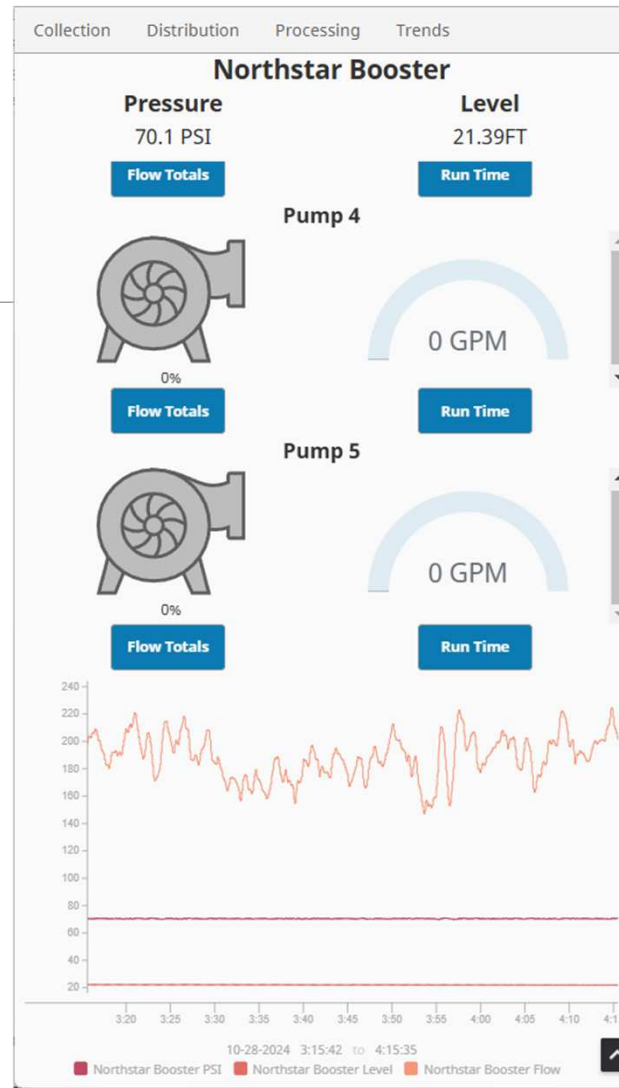 Collection Distribution Processing Trends
Northstar Booster
Pressure Level
70.1 PSI 21.39FT
Flow Totals Run Time
Pump 4
0 GPM
0%
Flow Totals Run Time
Pump 5
0 GPM
0%
Flow Totals Run Time
240
220
200
180
160
140
120
100
80
60
40
20
3:20 3:25 3:30 3:35 3:40 3:45 3:50 3:55 4:00 4:05 4:10 4:1
10-28-2024 3:15:42 to 4:15:35
Northstar Booster PSI Northstar Booster Level Northstar Booster Flow